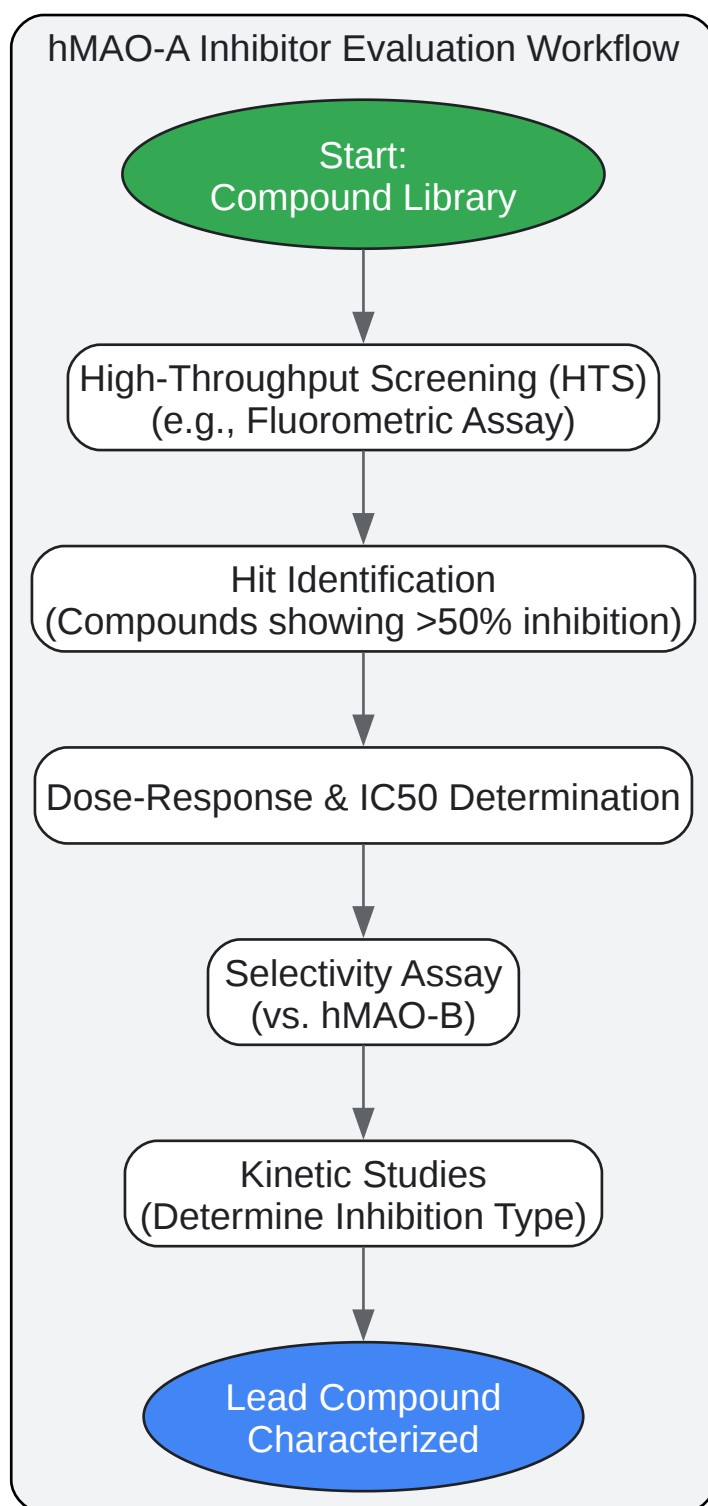 hMAO-A Inhibitor Evaluation Workflow
Start:
Compound Library
High-Throughput Screening (HTS)
(e.g., Fluorometric Assay)
Hit Identification
(Compounds showing >50% inhibition)
Dose-Response & IC50 Determination
Selectivity Assay
(vs. hMAO-B)
Kinetic Studies
(Determine Inhibition Type)
Lead Compound
Characterized